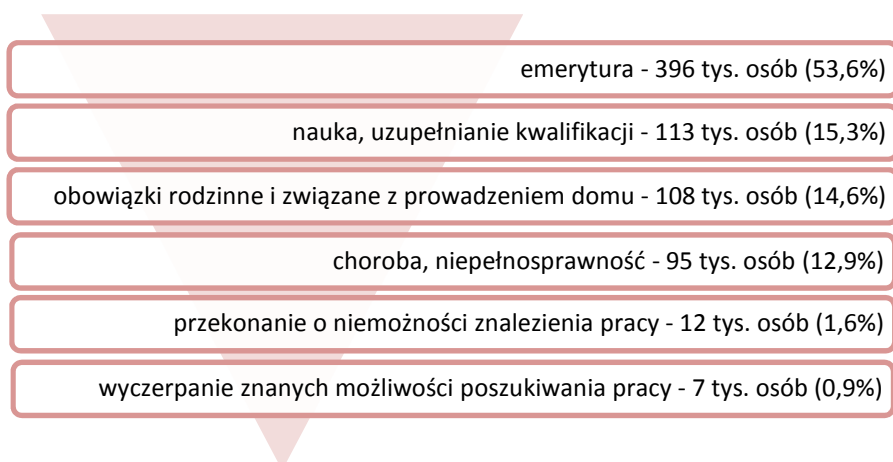 emerytura - 396 tys. osób (53,6%)
nauka, uzupełnianie kwalifikacji - 113 tys. osób (15,3%)
obowiązki rodzinne i związane z prowadzeniem domu - 108 tys. osób (14,6%)
choroba, niepełnosprawność - 95 tys. osób (12,9%)
przekonanie o niemożności znalezienia pracy - 12 tys. osób (1,6%)
wyczerpanie znanych możliwości poszukiwania pracy - 7 tys. osób (0,9%)